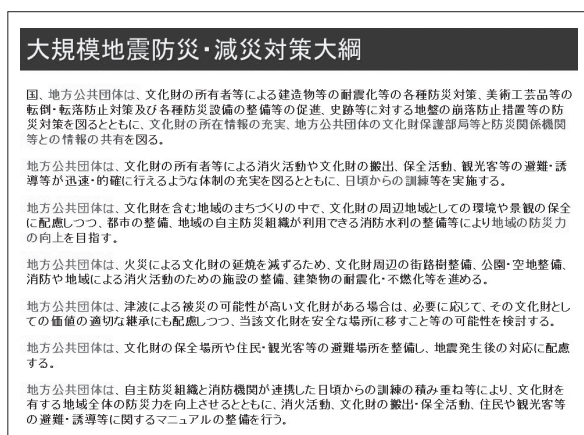 大規模地震防災・減災対策大綱
国、地方公共団体は、文化財の所有者等による建造物等の耐震化等の各種防災対策、美術工芸品等の
転倒・転落防止対策及び各種防災設備の整備等の促進、史跡等に対する地盤の崩落防止措置等の防
災対策を図るとともに、文化財の所在情報の充実、地方公共団体の文化財保護部局等と防災関係機関
等との情報の共有を図る。
地方公共団体は、文化財の所有者等による消火活動や文化財の搬出、保全活動、観光客等の避難・誘
導等が迅速・的確に行えるような体制の充実を図るとともに、日頃からの訓練等を実施する。
地方公共団体は、文化財を含む地域のまちづくりの中で、文化財の周辺地域としての環境や景観の保全
に配慮しつつ、都市の整備、地域の自主防災組織が利用できる消防水利の整備等により地域の防災力
の向上を目指す。
地方公共団体は、火災による文化財の延焼を減ずるため、文化財周辺の街路樹整備、公園・空地整備、
消防や地域による消火活動のための施設の整備、建築物の耐震化・不燃化等を進める。
地方公共団体は、津波による被災の可能性が高い文化財がある場合は、必要に応じて、その文化財とし
ての価値の適切な継承にも配慮しつつ、当該文化財を安全な場所に移すこと等の可能性を検討する。
地方公共団体は、文化財の保全場所や住民・観光客等の避難場所を整備し、地震発生後の対応に配慮
する。
地方公共団体は、自主防災組織と消防機関が連携した日頃からの訓練の積み重ね等により、文化財を
有する地域全体の防災力を向上させるとともに、消火活動、文化財の搬出・保全活動、住民や観光客等
の避難・誘導等に関するマニュアルの整備を行う。